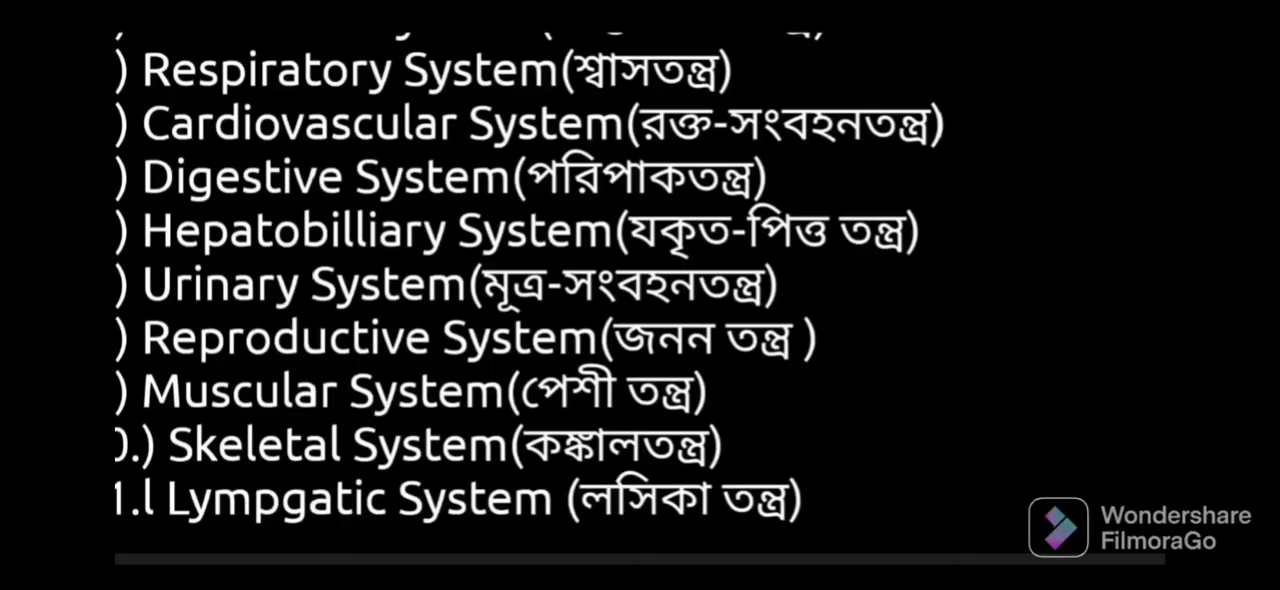 ) Respiratory System(শ্বাসতন্ত্র)
) Cardiovascular System(রক্ত-সংবহনতন্ত্র)
) Digestive System(পরিপাকতন্ত্র)
) Hepatobilliary System(যকৃত-পিত্ত তন্ত্র)
) Urinary System(মূত্র-সংবহনতন্ত্র)
) Reproductive System(জনন তন্ত্র )
) Muscular System(পেশী তন্ত্র)
0.) Skeletal System(কঙ্কালতন্ত্র)
1.l Lympgatic System (লসিকা তন্ত্র)
Wondershare
FilmoraGo